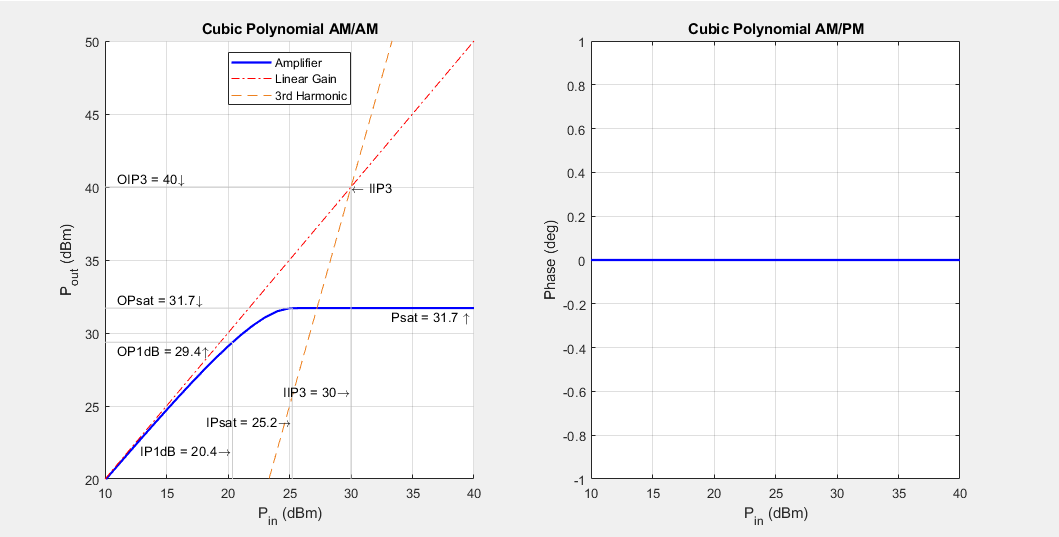 Cubic Polynomial AM/AM
50
45
40
35
30
25
20
P_out (dBm)
Amplifier
Linear Gain
3rd Harmonic
OIP3 = 40↓
← IIP3
OPsat = 31.7↓
Psat = 31.7 ↑
OP1dB = 29.4↑
IIP3 = 30→
IPsat = 25.2→
IP1dB = 20.4→
10 15 20 25 30 35 40
P_in (dBm)
Cubic Polynomial AM/PM
1
0.8
0.6
0.4
0.2
0
-0.2
-0.4
-0.6
-0.8
-1
Phase (deg)
10 15 20 25 30 35 40
P_in (dBm)